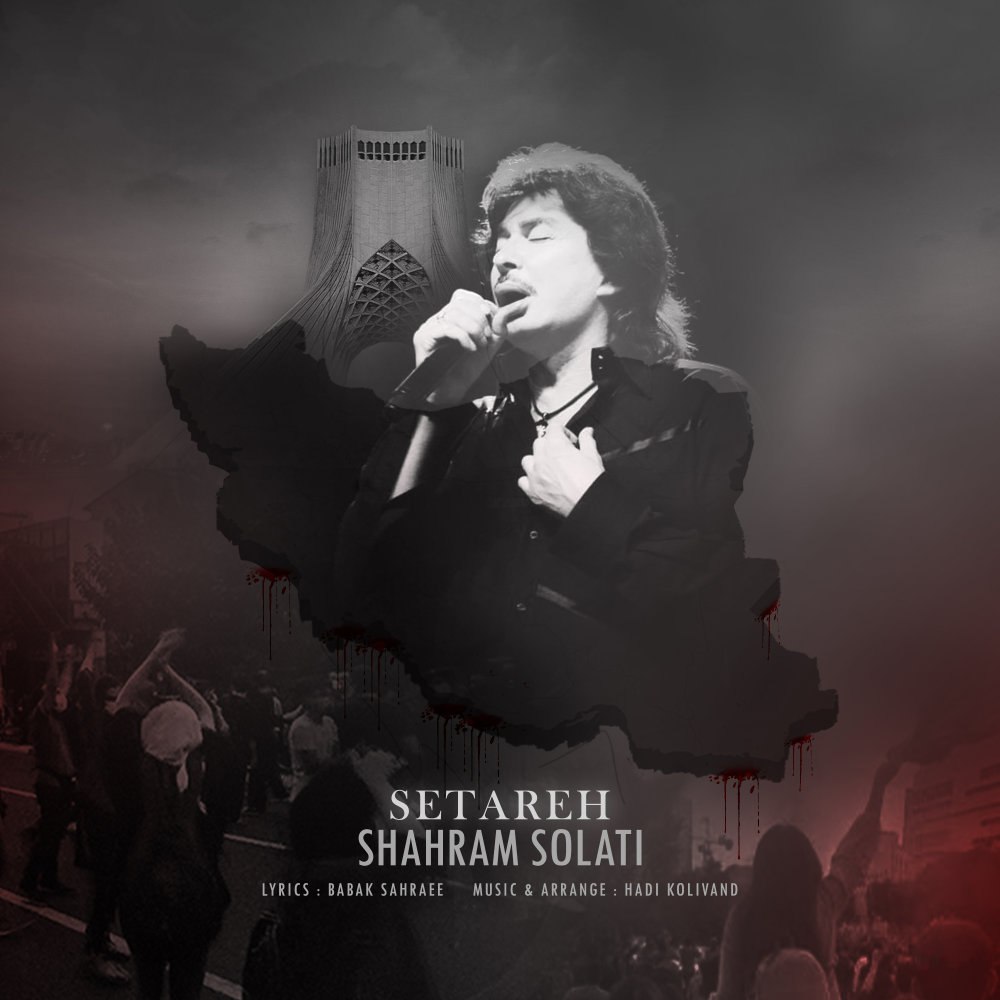 SETAREH
SHAHRAM SOLATI
LYRICS : BABAK SAHRAEE MUSIC & ARRANGE : HADI KOLIVAND